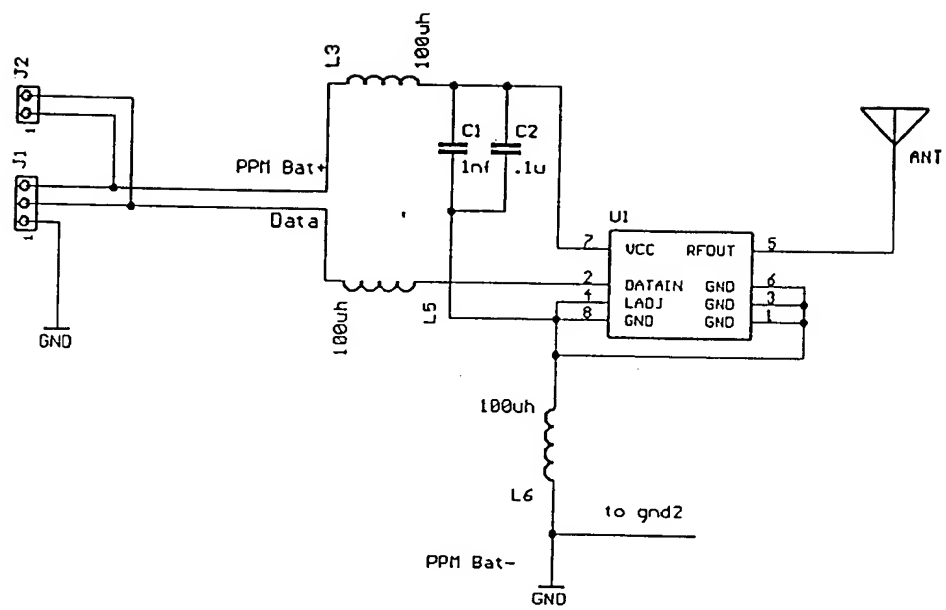 L3
100uh
J2
1
J1
1
PPM Bat+
Data
GND
C1
1nf
C2
.1u
ANT
U1
7
VCC
RFOUT
5
2
DATAIN
GND
6
4
LADJ
GND
3
8
GND
GND
1
100uh
L5
100uh
L6
to gnd2
PPM Bat-
GND